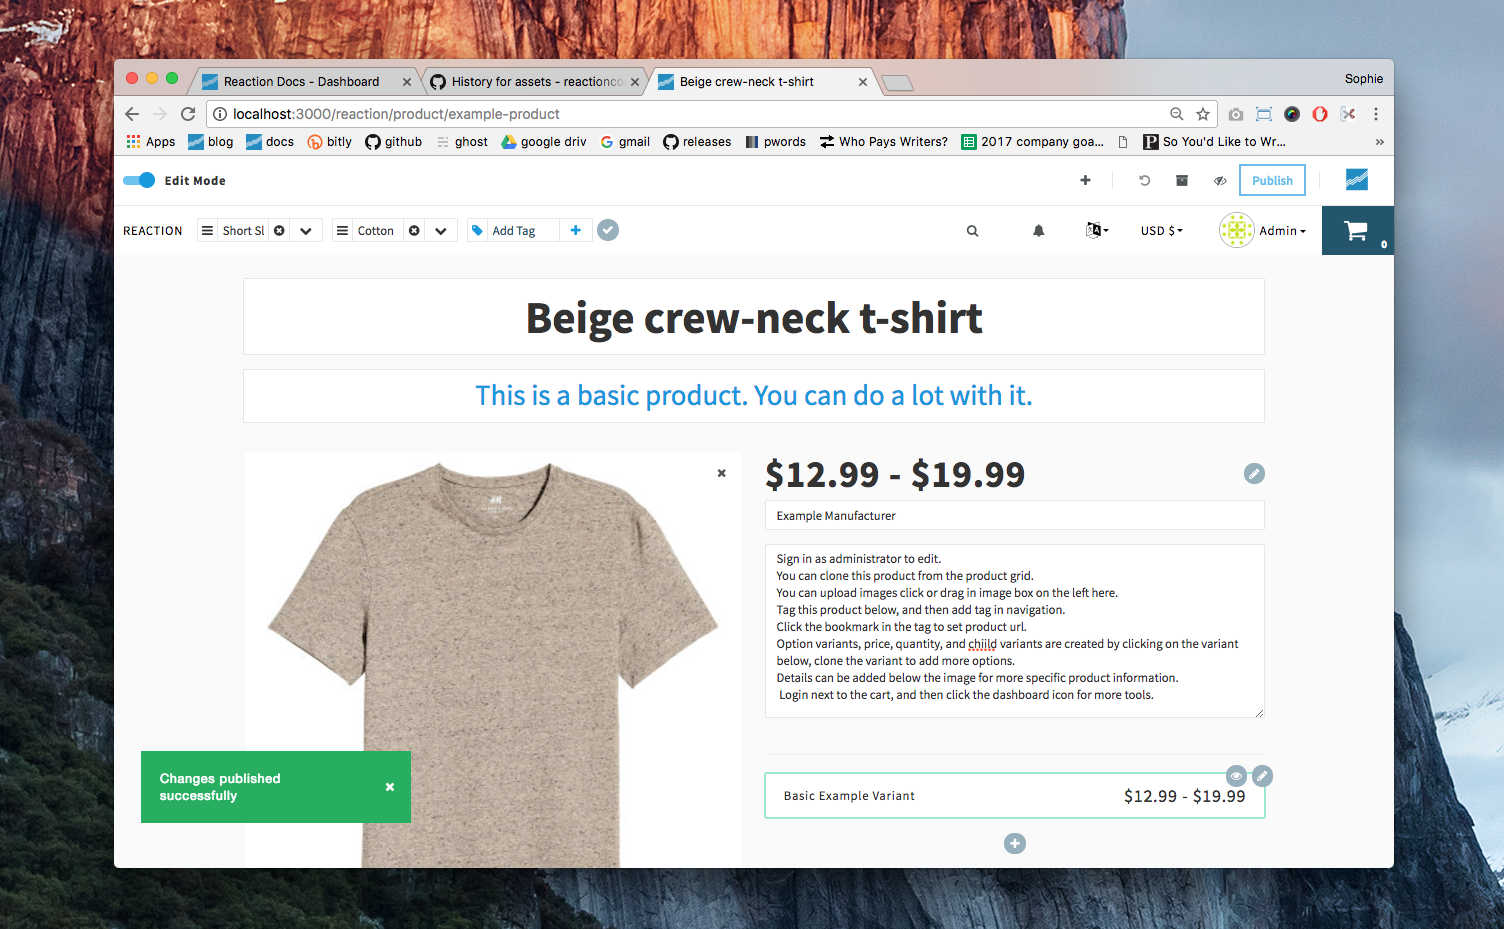 Reaction Docs - Dashboard
History for assets - reactionco
Beige crew-neck t-shirt
Sophie
localhost:3000/reaction/product/example-product
Apps blog docs bitly github ghost google driv gmail releases pwords Who Pays Writers? 2017 company goa... So You'd Like to Wr... »
Edit Mode
Publish
REACTION Short Sl Cotton Add Tag
USD $ Admin 0
Beige crew-neck t-shirt
This is a basic product. You can do a lot with it.
H&M
$12.99 - $19.99
Example Manufacturer
Sign in as administrator to edit.
You can clone this product from the product grid.
You can upload images click or drag in image box on the left here.
Tag this product below, and then add tag in navigation.
Click the bookmark in the tag to set product url.
Option variants, price, quantity, and chiild variants are created by clicking on the variant
below, clone the variant to add more options.
Details can be added below the image for more specific product information.
Login next to the cart, and then click the dashboard icon for more tools.
Changes published
successfully
Basic Example Variant $12.99 - $19.99